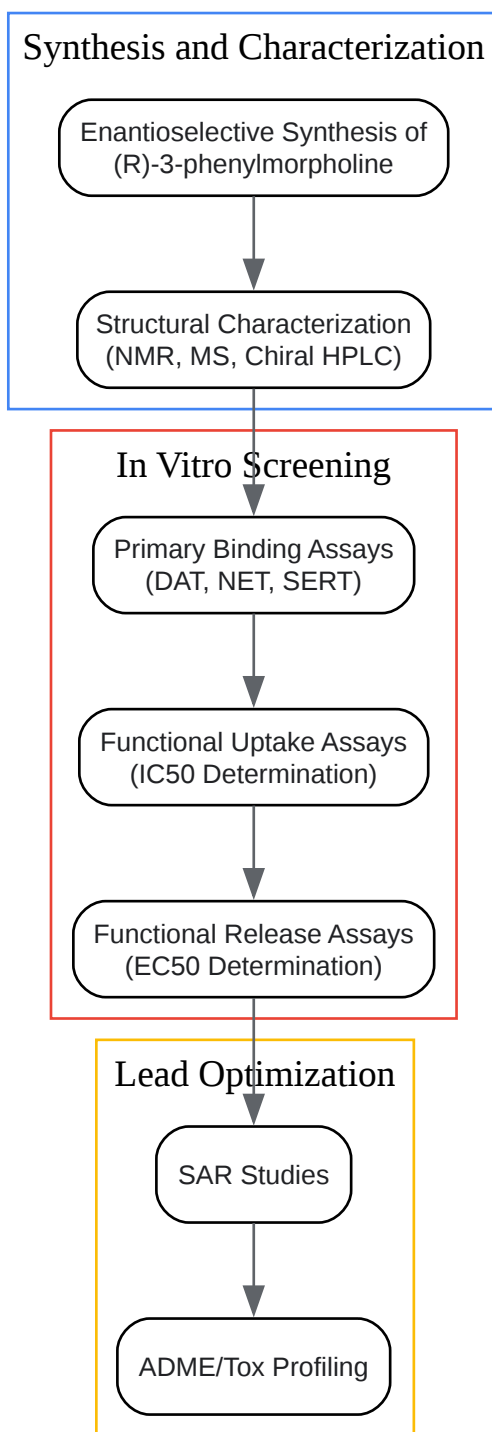 Synthesis and Characterization
Enantioselective Synthesis of
(R)-3-phenylmorpholine
Structural Characterization
(NMR, MS, Chiral HPLC)
In Vitro Screening
Primary Binding Assays
(DAT, NET, SERT)
Functional Uptake Assays
(IC50 Determination)
Functional Release Assays
(EC50 Determination)
Lead Optimization
SAR Studies
ADME/Tox Profiling